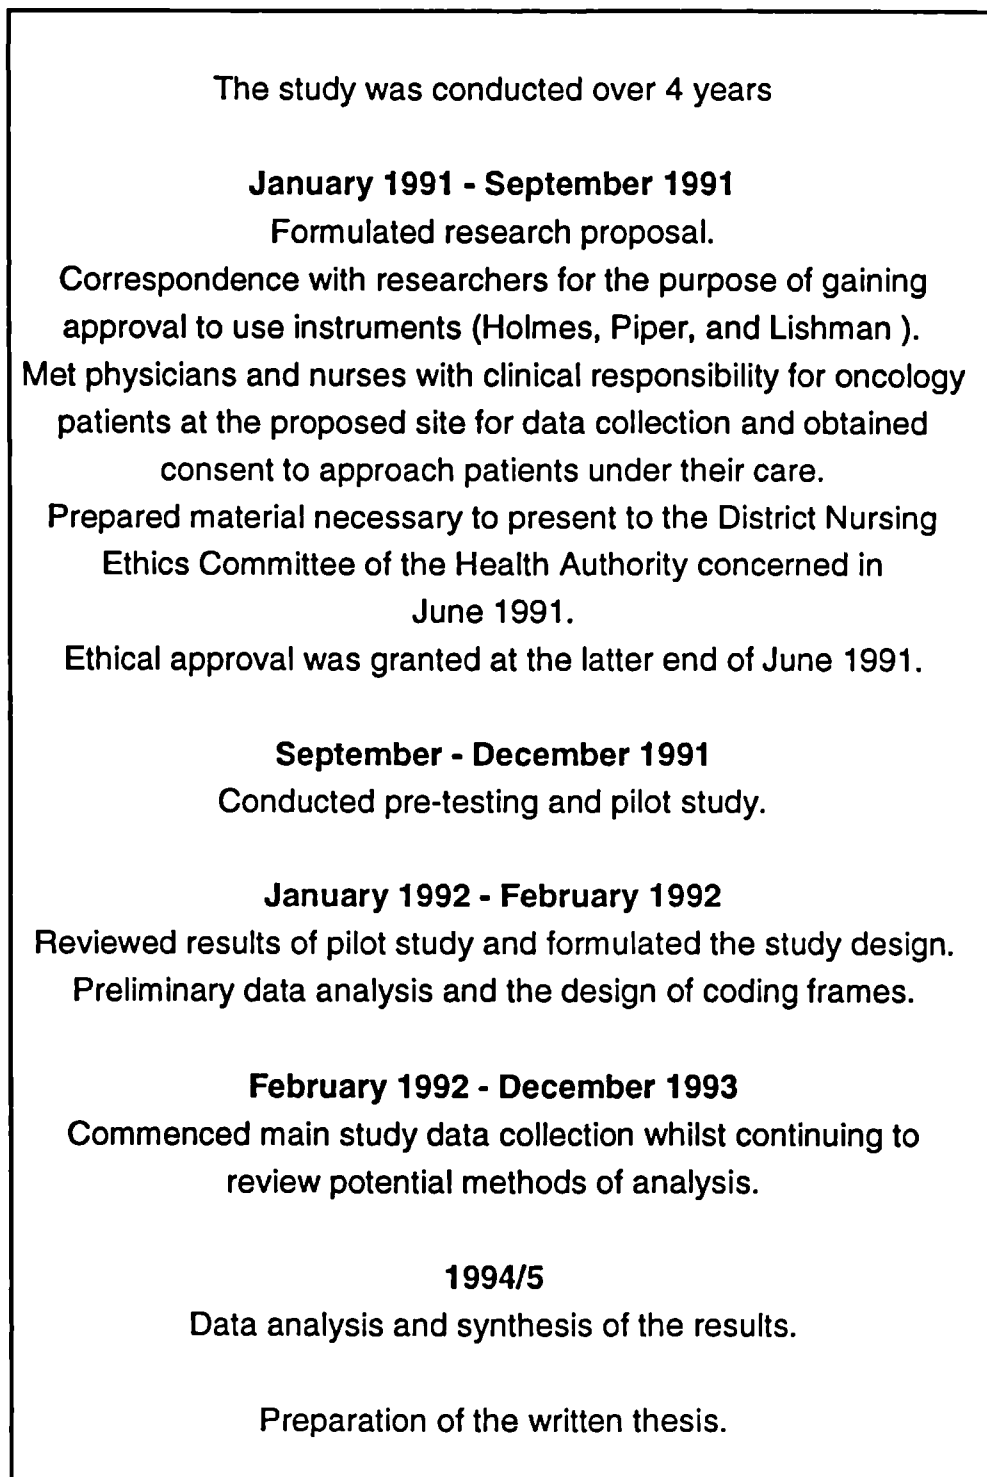 The study was conducted over 4 years
January 1991 - September 1991
Formulated research proposal.
Correspondence with researchers for the purpose of gaining
approval to use instruments (Holmes, Piper, and Lishman ).
Met physicians and nurses with clinical responsibility for oncology
patients at the proposed site for data collection and obtained
consent to approach patients under their care.
Prepared material necessary to present to the District Nursing
Ethics Committee of the Health Authority concerned in
June 1991.
Ethical approval was granted at the latter end of June 1991.
September - December 1991
Conducted pre-testing and pilot study.
January 1992 - February 1992
Reviewed results of pilot study and formulated the study design.
Preliminary data analysis and the design of coding frames.
February 1992 - December 1993
Commenced main study data collection whilst continuing to
review potential methods of analysis.
1994/5
Data analysis and synthesis of the results.
Preparation of the written thesis.